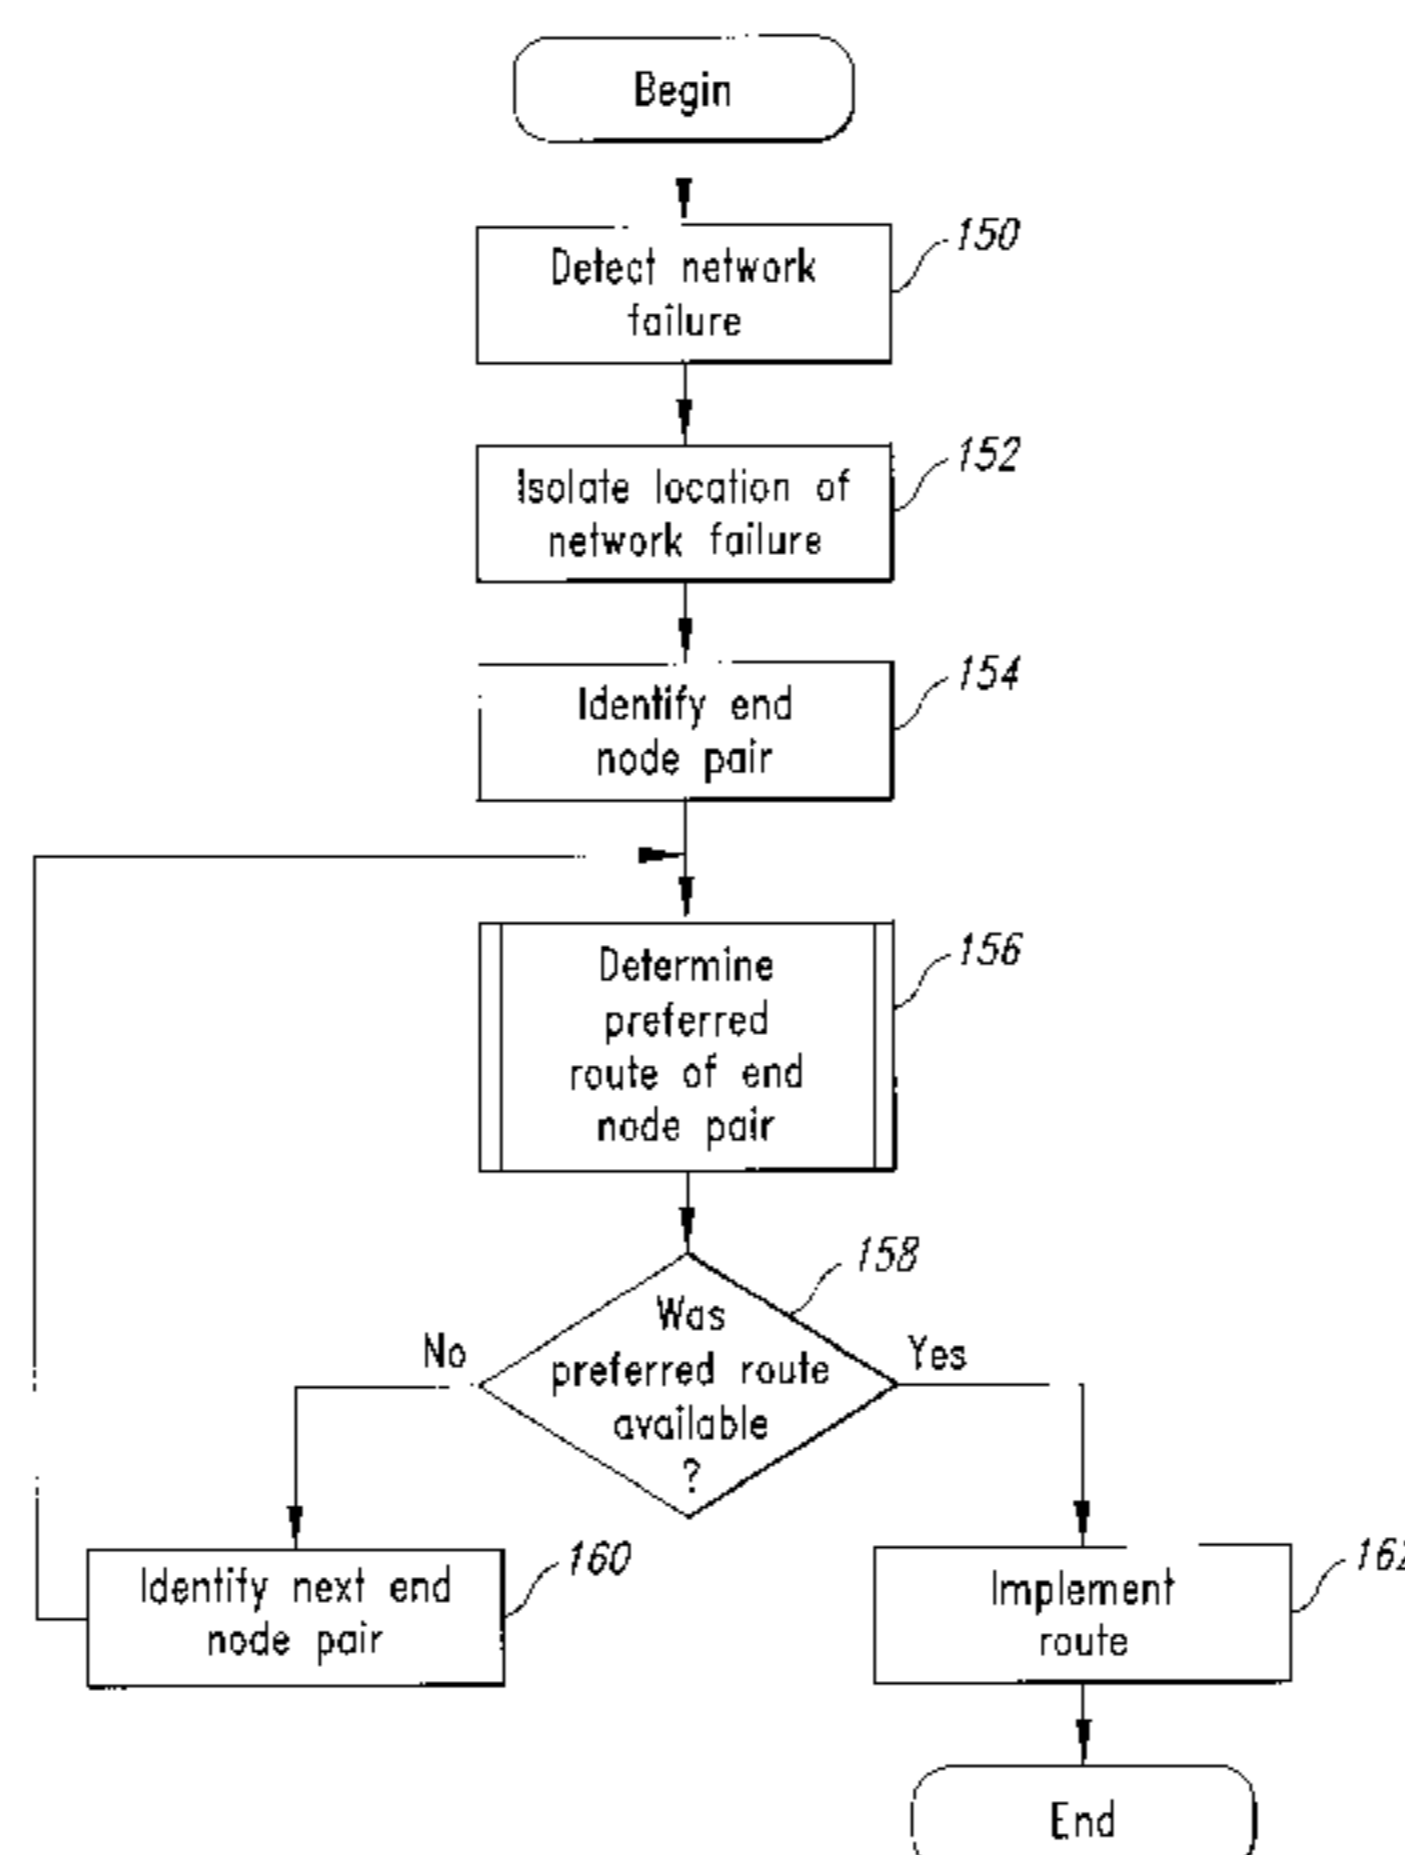 Begin
150
Detect network
failure
152
Isolate location of
network failure
154
Identify end
node pair
156
Determine
preferred
route of end
node pair
158
Was
preferred route
available
?
No
Yes
160
Identify next end
node pair
162
Implement
route
End